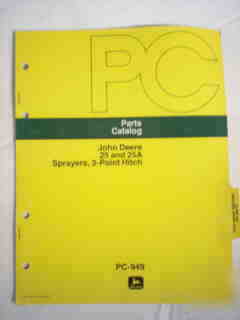 PC
Parts
Catalog
John Deere
25 and 25A
Sprayers, 3-Point Hitch
PC-949